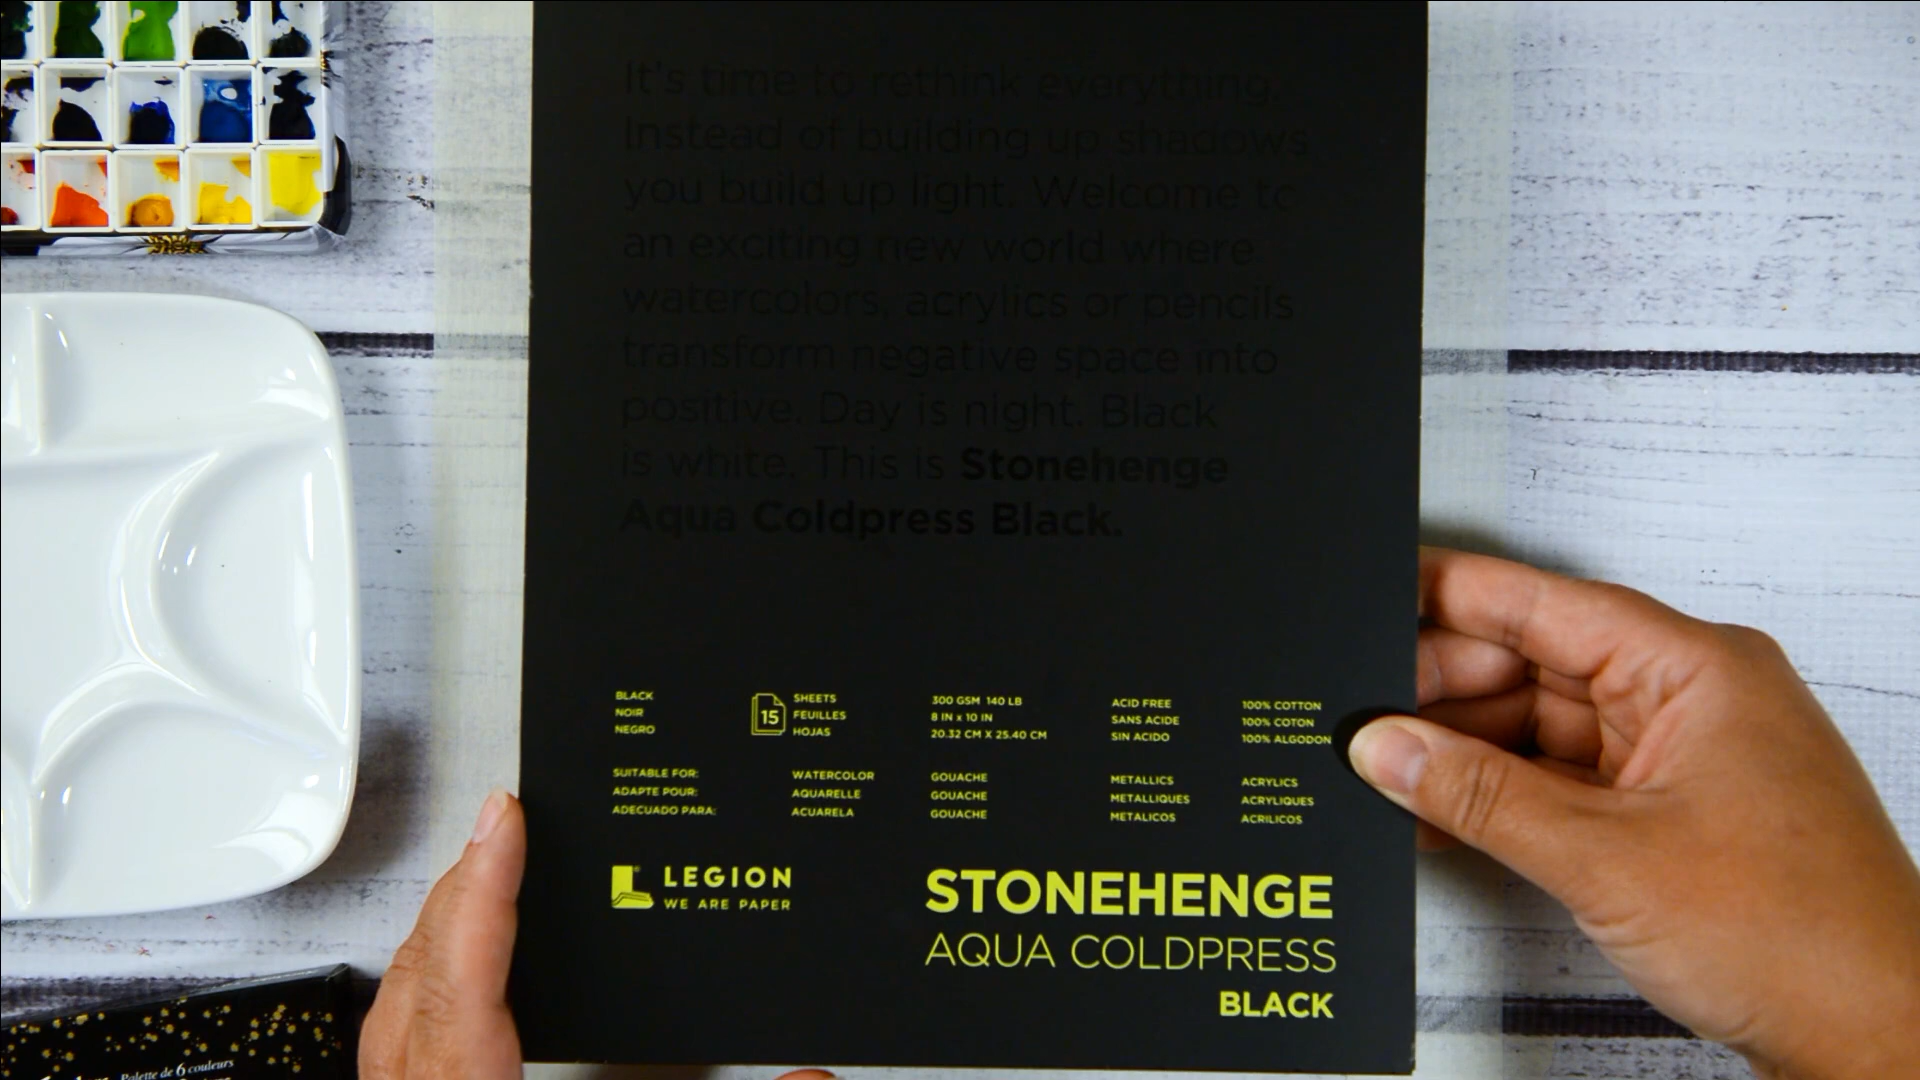 It's time to rethink everything.
Instead of building up shadows
you build up light. Welcome to
an exciting new world where
watercolors, acrylics or pencils
transform negative space into
positive. Day is night. Black
is white. This is Stonehenge
Aqua Coldpress Black.
BLACK
NOIR
NEGRO
15
SHEETS
FEUILLES
HOJAS
300 GSM 140 LB
8 IN x 10 IN
20.32 CM X 25.40 CM
ACID FREE
SANS ACIDE
SIN ACIDO
100% COTTON
100% COTON
100% ALGODON
SUITABLE FOR:
ADAPTE POUR:
ADECUADO PARA:
WATERCOLOR
AQUARELLE
ACUARELA
GOUACHE
GOUACHE
GOUACHE
METALLICS
METALLIQUES
METALICOS
ACRYLICS
ACRYLIQUES
ACRILICOS
LEGION
WE ARE PAPER
STONEHENGE
AQUA COLDPRESS
BLACK
Palette de 6 couleurs